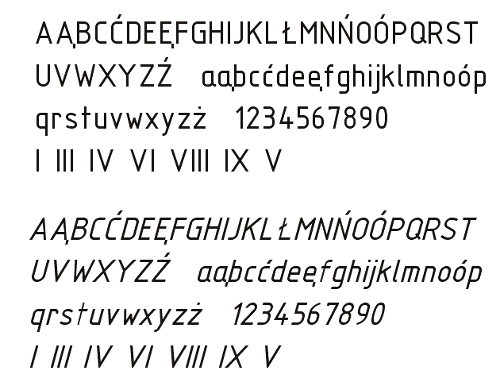 AĄBCĆDEĘFGHIJKLŁMNŃOÓPQRST
UVWXYZŹ aąbcćdeęfghijklmnoóp
qrstuvwxyzż 1234567890
I III IV VI VIII IX V
AĄBCĆDEĘFGHIJKLŁMNŃOÓPQRST
UVWXYZŹ aąbcćdeęfghijklmnoóp
qrstuvwxyzż 1234567890
I III IV VI VIII IX V